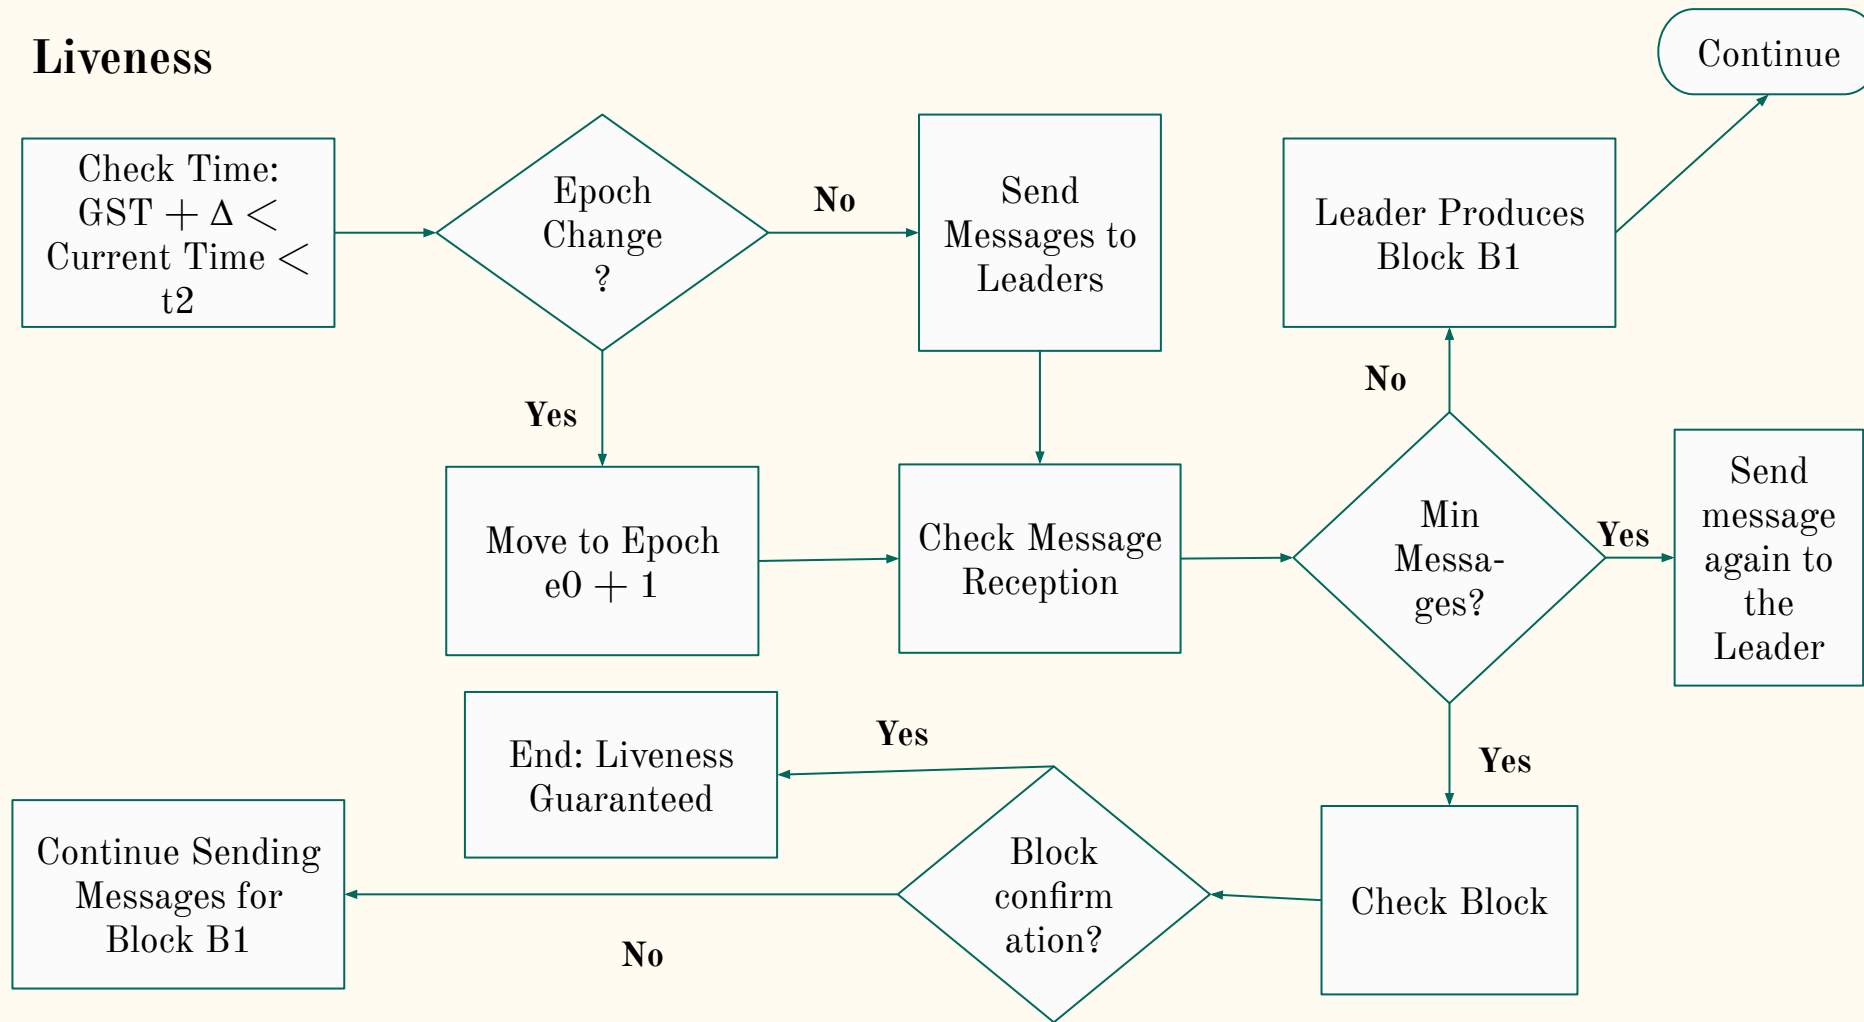 Liveness
Continue
Check Time:
GST + Δ <
Current Time <
t2
Epoch
Change
?
No
Send
Messages to
Leaders
Leader Produces
Block B1
Yes
No
Move to Epoch
e0 + 1
Check Message
Reception
Min
Messa-
ges?
Yes
Send
message
again to
the
Leader
Yes
End: Liveness
Guaranteed
Yes
Continue Sending
Messages for
Block B1
No
Block
confirm
ation?
Check Block